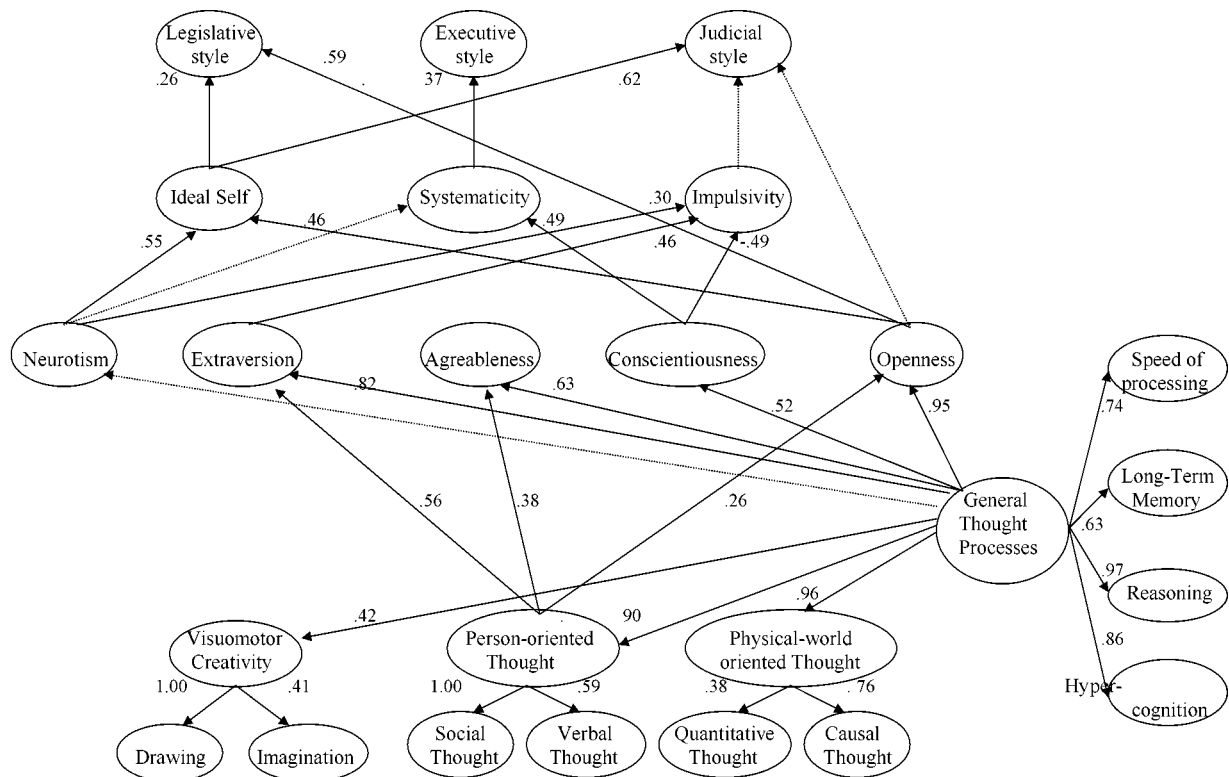 Legislative
style
.26
.59
.
Executive
style
37
Judicial
style
.62
Ideal Self
Systematicity
Impulsivity
.55
.46
.49
.30
.46
-.49
Neurotism
Extraversion
Agreableness
Conscientiousness
Openness
.82
.63
.52
.95
Speed of
processing
.74
Long-Term
Memory
.63
Reasoning
.97
.86
Hyper-
cognition
General
Thought
Processes
.56
.38
.26
.42
.
90
.96
Visuomotor
Creativity
Person-oriented
Thought
Physical-world
oriented Thought
1.00
.41
1.00
.59
.38
.76
Drawing
Imagination
Social
Thought
Verbal
Thought
Quantitative
Thought
Causal
Thought